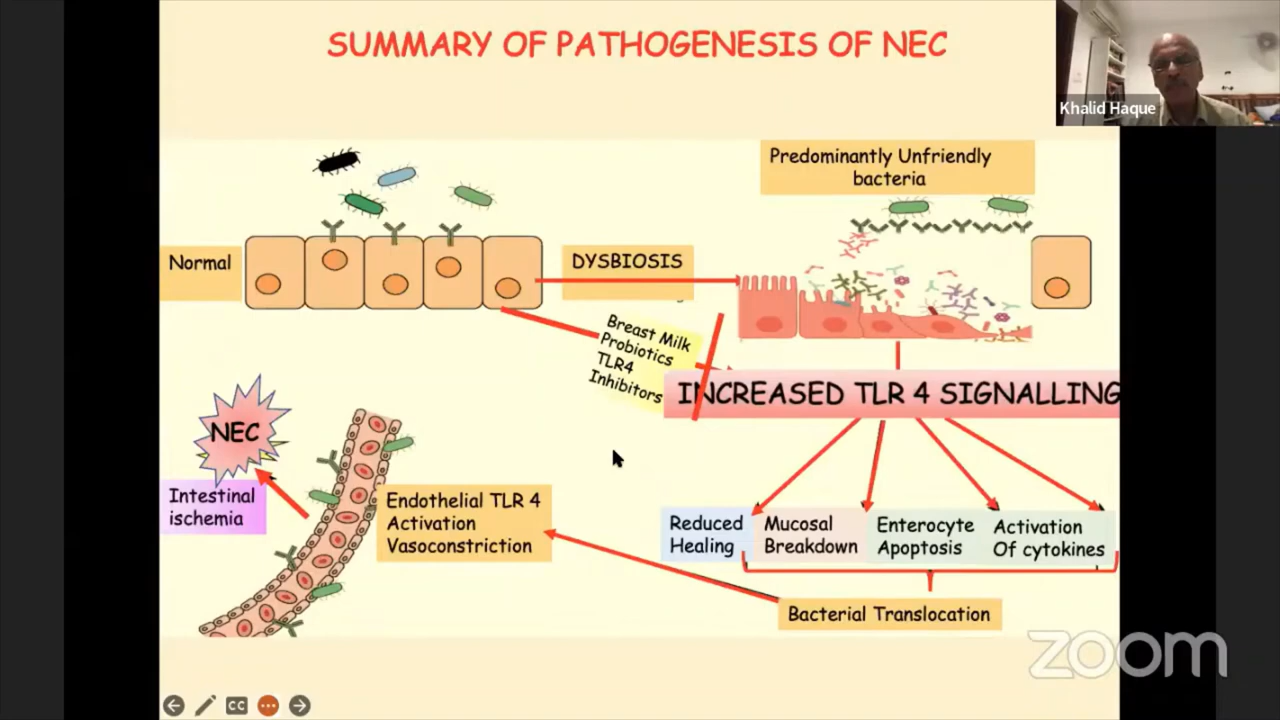 SUMMARY OF PATHOGENESIS OF NEC
Khalid Haque
Predominantly Unfriendly
bacteria
Normal
DYSBIOSIS
Breast Milk
Probiotics
TLR4
Inhibitors
INCREASED TLR 4 SIGNALLING
NEC
Intestinal
ischemia
Endothelial TLR 4
Activation
Vasoconstriction
Reduced
Healing
Mucosal
Breakdown
Enterocyte
Apoptosis
Activation
Of cytokines
Bacterial Translocation
zoom
CC